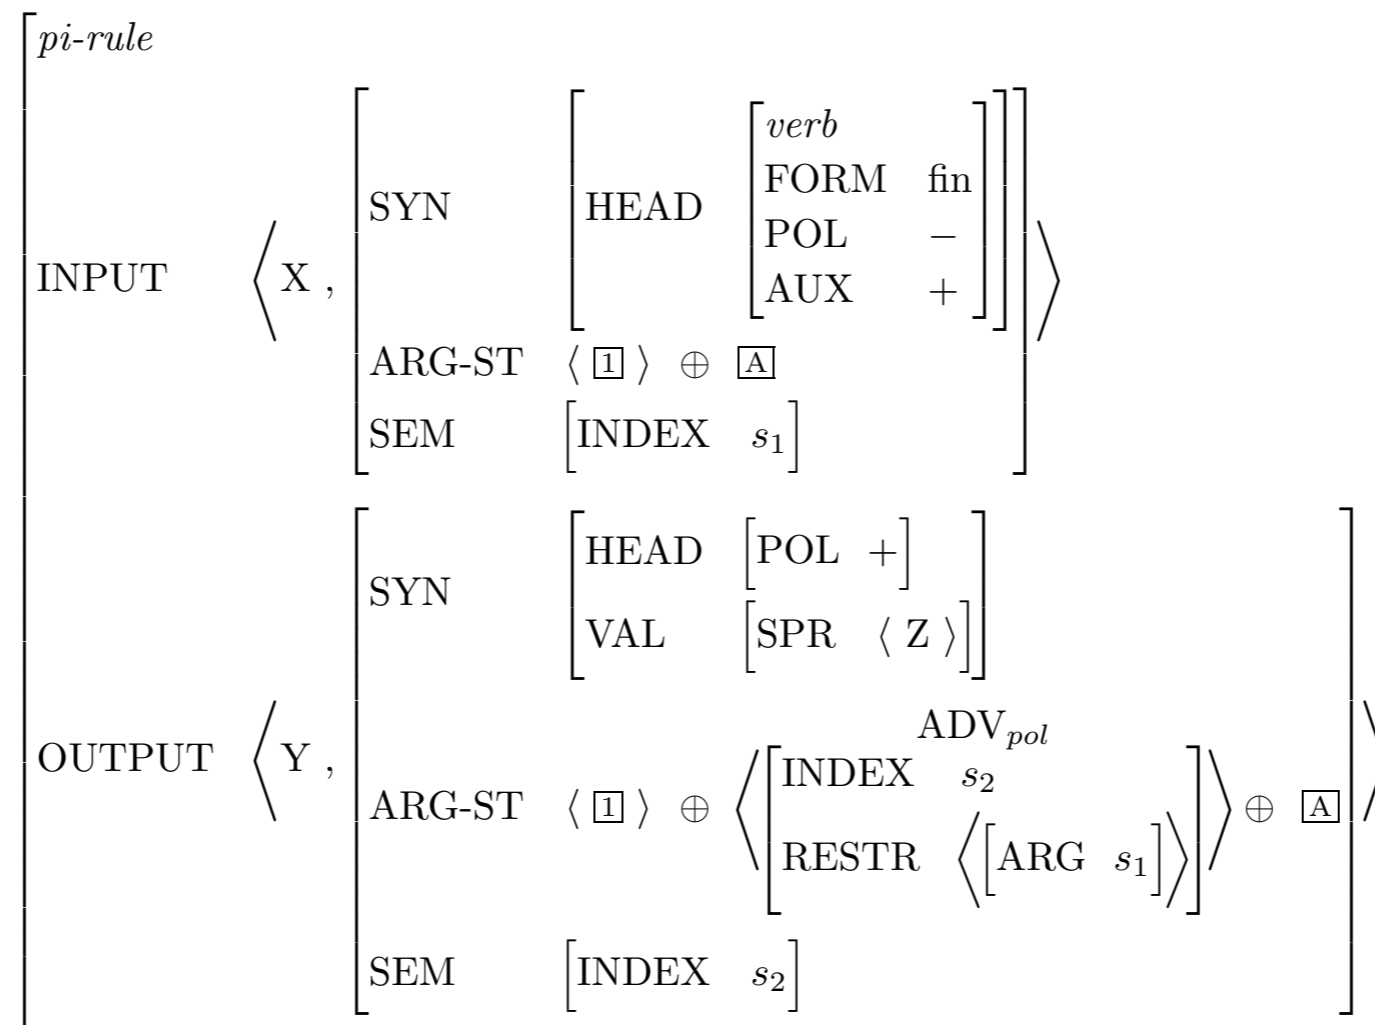 pi-rule
verb
FORM fin
SYN HEAD POL −
INPUT ⟨ X , AUX + ⟩
ARG-ST ⟨ 1 ⟩ ⊕ A
SEM [INDEX s₁]
HEAD [POL +]
SYN
VAL [SPR ⟨ Z ⟩]
ADV_pol
INDEX s₂
OUTPUT ⟨ Y , ARG-ST ⟨ 1 ⟩ ⊕ ⟨ ⟩ ⊕ A ⟩
RESTR ⟨[ARG s₁]⟩
SEM [INDEX s₂]